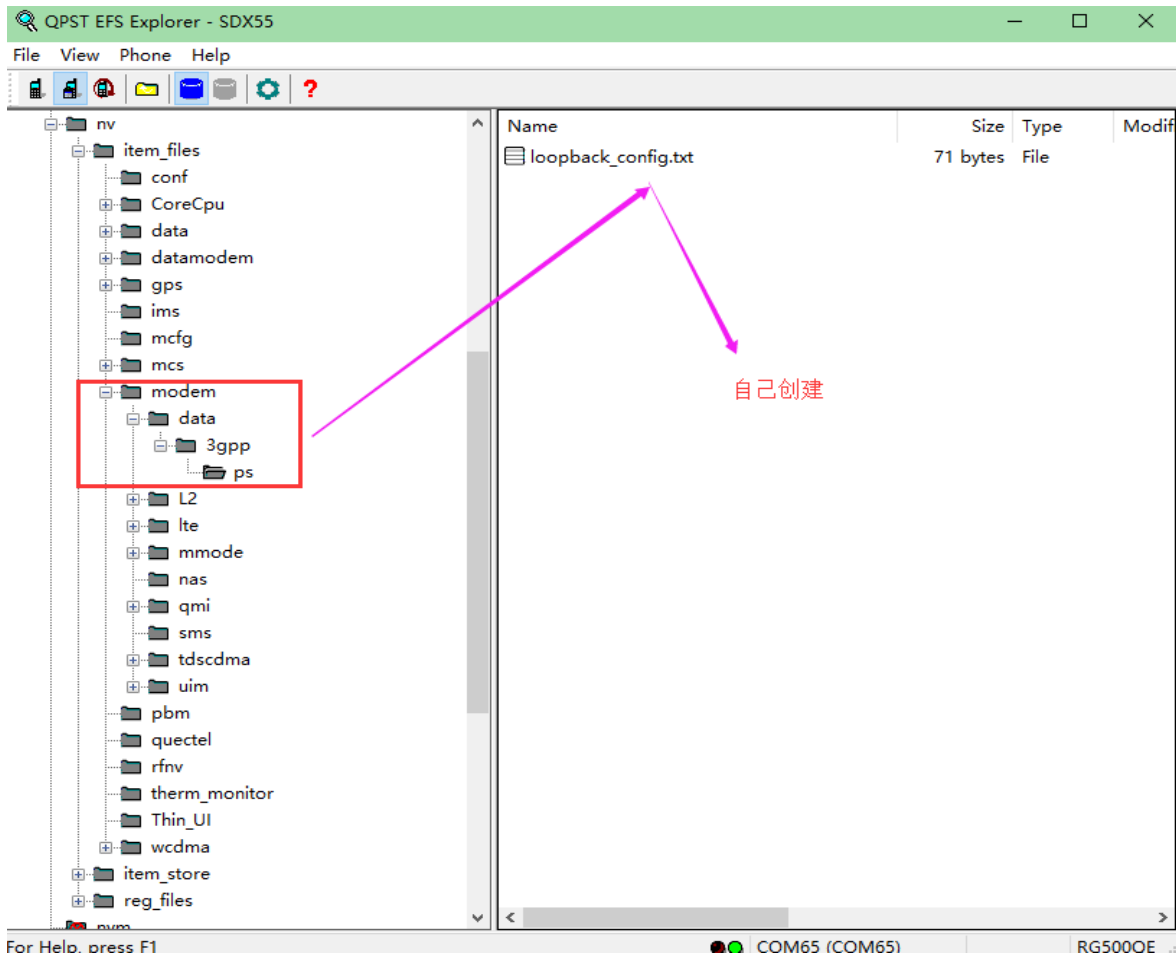 QPST EFS Explorer - SDX55
File View Phone Help
nv
item_files
conf
CoreCpu
data
datamodem
gps
ims
mcfg
mcs
modem
data
3gpp
ps
L2
lte
mmode
nas
qmi
sms
tdscdma
uim
pbm
quectel
rfnv
therm_monitor
Thin_UI
wcdma
item_store
reg_files
nvm
Name Size Type Modif
loopback_config.txt 71 bytes File
自己创建
For Help, press F1 COM65 (COM65) RG500QE